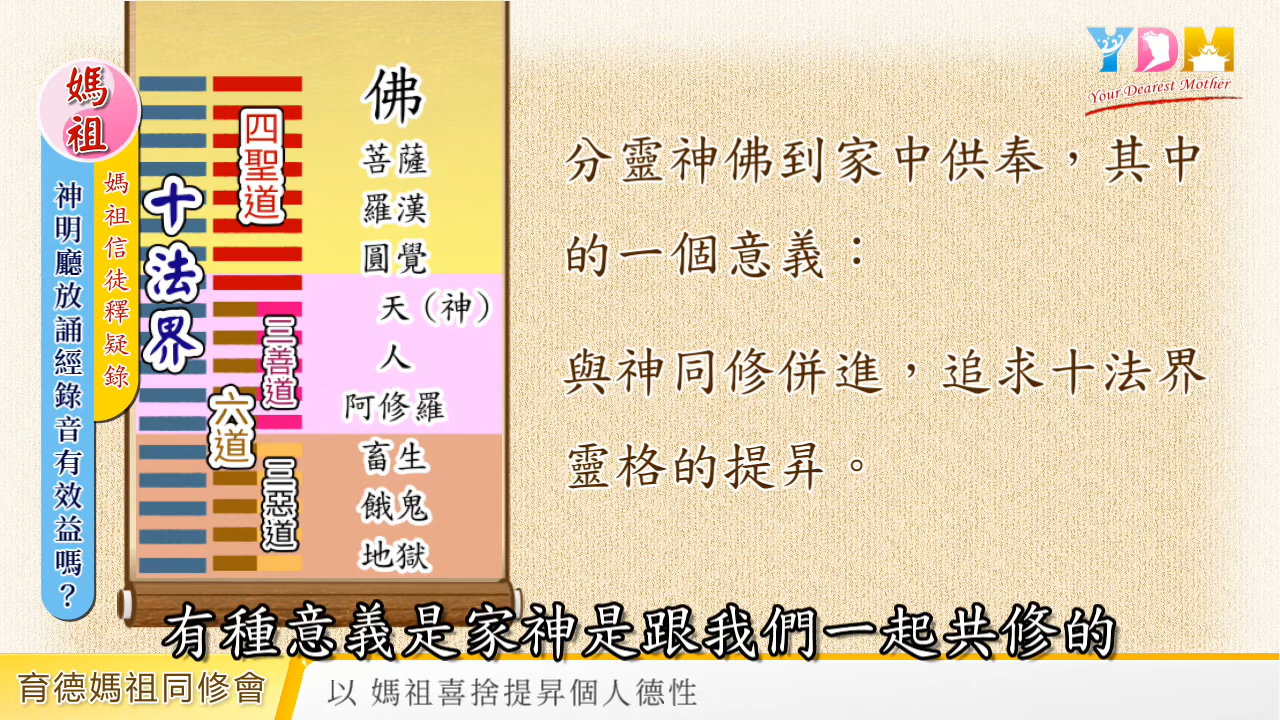 媽祖
媽祖信徒釋疑錄
神明廳放誦經錄音有效益嗎？
十法界
四聖道
三善道
六道
三惡道
佛
菩薩
羅漢
圓覺
天（神）
人
阿修羅
畜生
餓鬼
地獄
YDM
Your Dearest Mother
分靈神佛到家中供奉，其中
的一個意義：
與神同修併進，追求十法界
靈格的提昇。
有種意義是家神是跟我們一起共修的
育德媽祖同修會
以 媽祖喜捨提昇個人德性